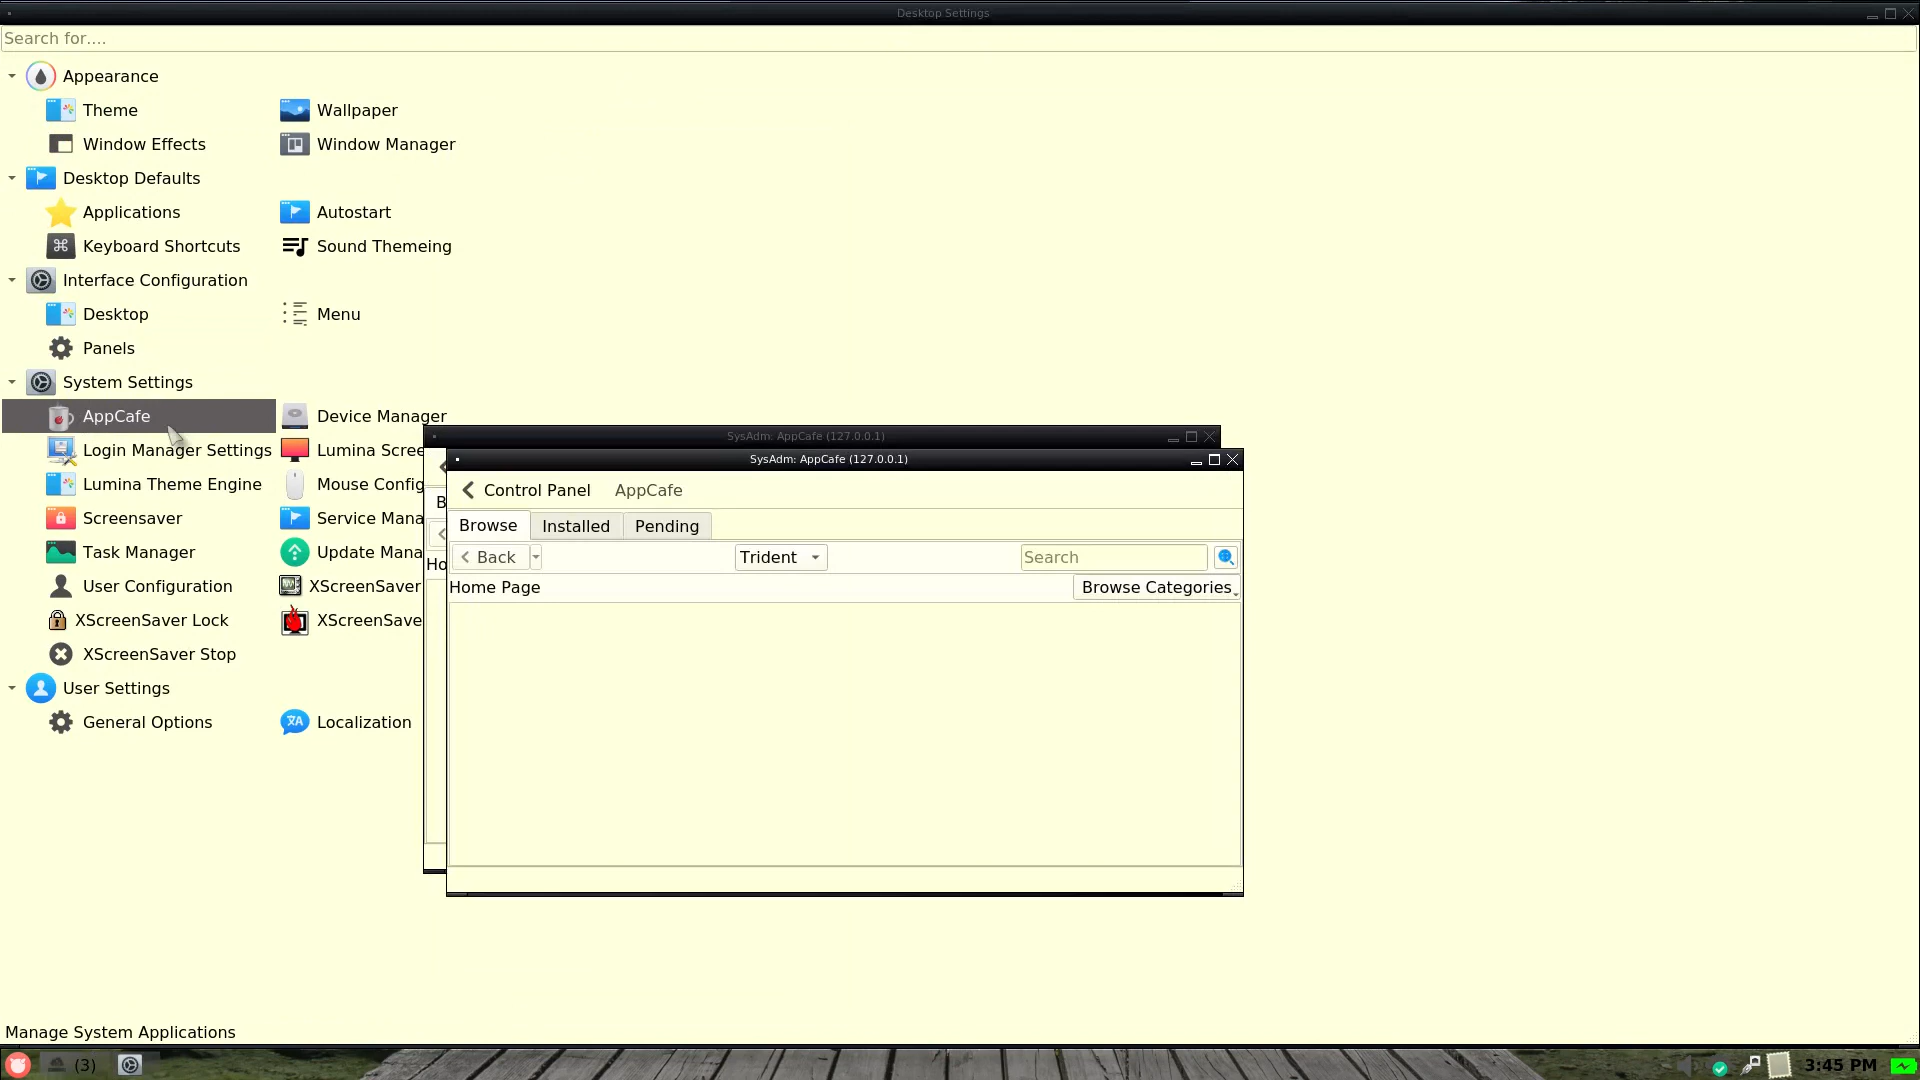 Desktop Settings
Search for....
Appearance
Theme
Wallpaper
Window Effects
Window Manager
Desktop Defaults
Applications
Autostart
Keyboard Shortcuts
Sound Themeing
Interface Configuration
Desktop
Menu
Panels
System Settings
AppCafe
Device Manager
Login Manager Settings
Lumina Scree
Lumina Theme Engine
Mouse Config
Screensaver
Service Mana
Task Manager
Update Mana
User Configuration
XScreenSaver
XScreenSaver Lock
XScreenSave
XScreenSaver Stop
User Settings
General Options
Localization
SysAdm: AppCafe (127.0.0.1)
B
Ho
SysAdm: AppCafe (127.0.0.1)
Control Panel AppCafe
Browse Installed Pending
Back Trident Search
Home Page Browse Categories
Manage System Applications
(3) 3:45 PM